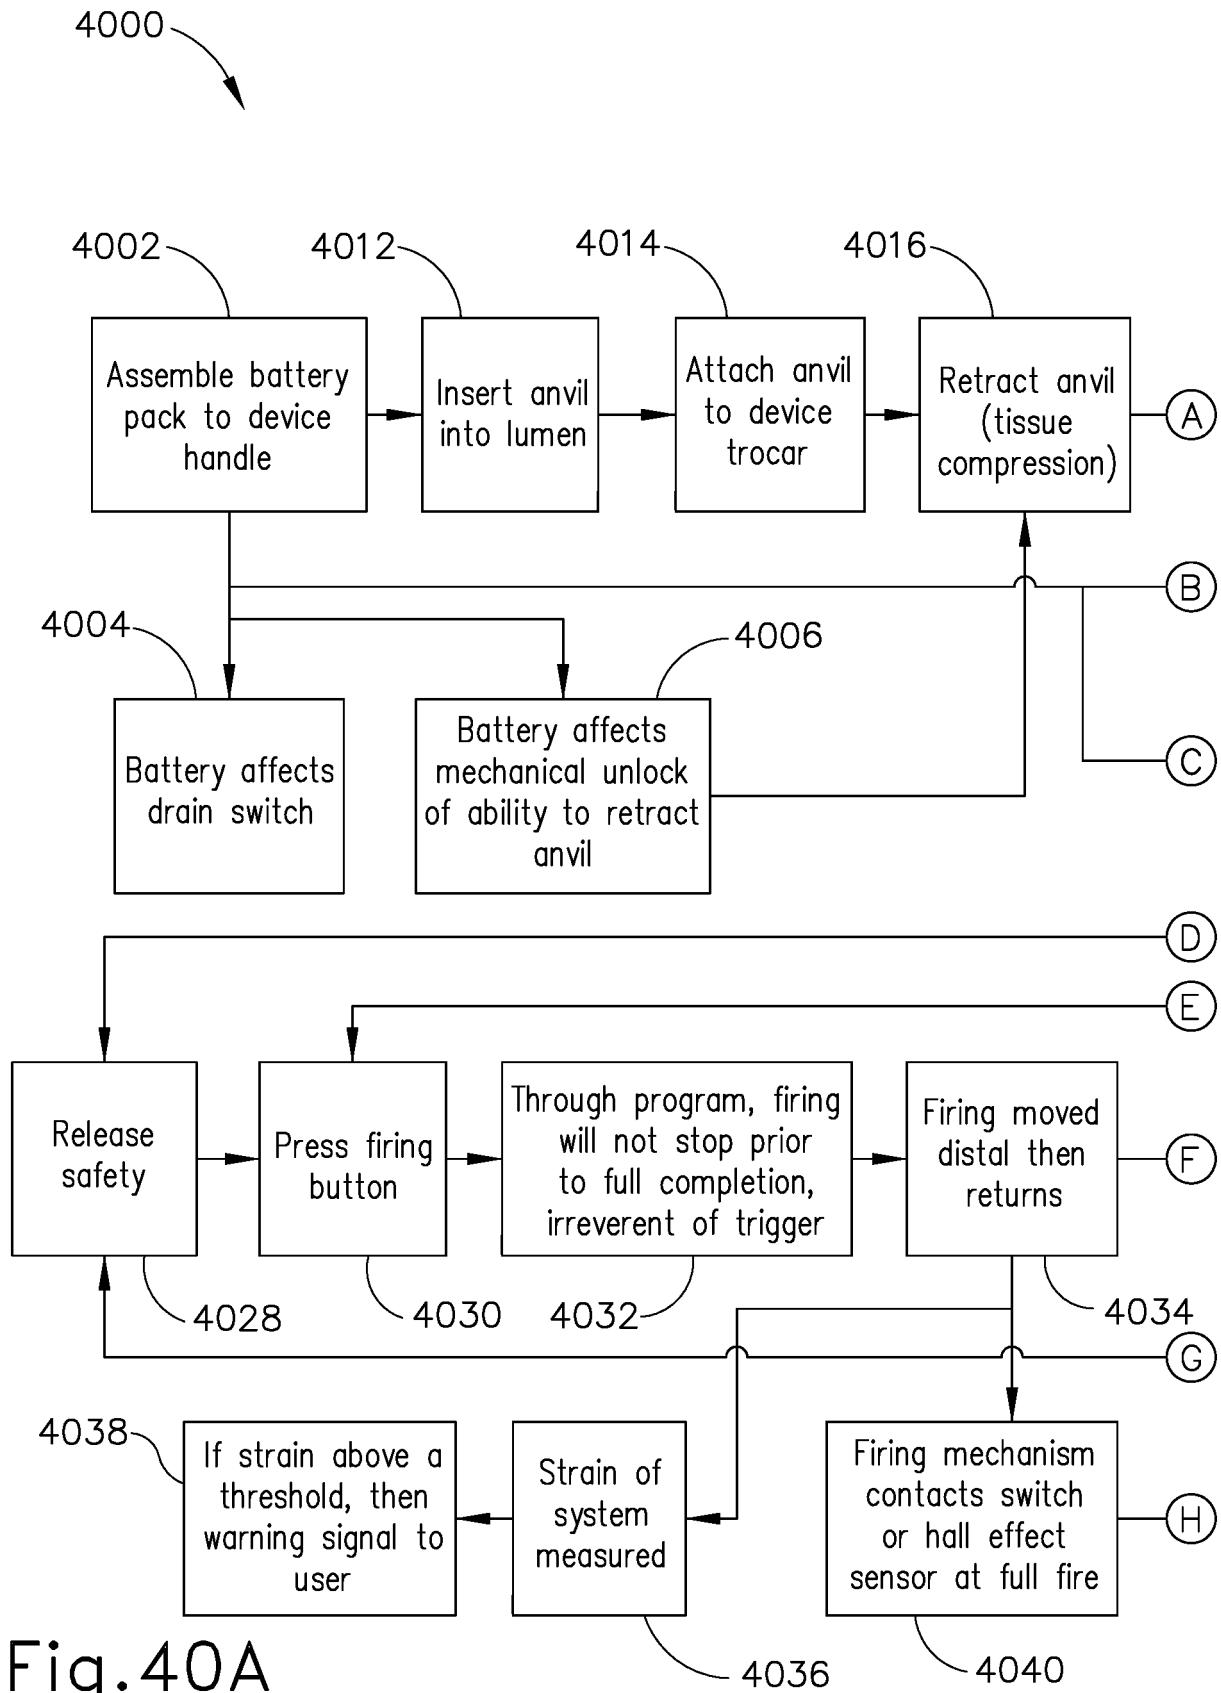 4000
4002
4012
4014
4016
Assemble battery
pack to device
handle
Insert anvil
into lumen
Attach anvil
to device
trocar
Retract anvil
(tissue
compression)
A
B
4004
4006
Battery affects
drain switch
Battery affects
mechanical unlock
of ability to retract
anvil
C
D
E
Release
safety
Press firing
button
Through program, firing
will not stop prior
to full completion,
irreverent of trigger
Firing moved
distal then
returns
F
4028
4030
4032
4034
G
4038
If strain above a
threshold, then
warning signal to
user
Strain of
system
measured
Firing mechanism
contacts switch
or hall effect
sensor at full fire
H
4036
4040
Fig.40A